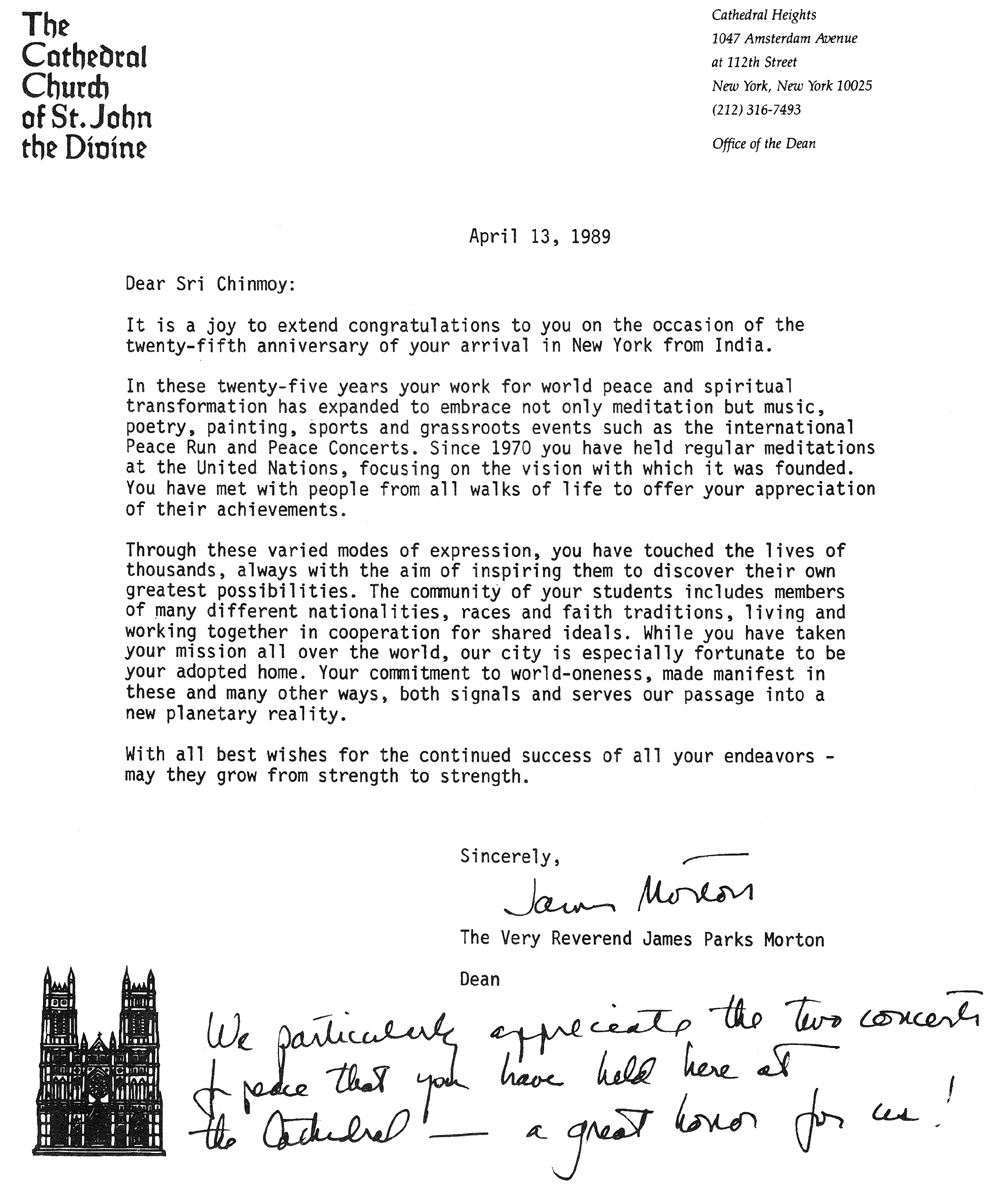 The
Cathedral
Church
of St. John
the Divine
Cathedral Heights
1047 Amsterdam Avenue
at 112th Street
New York, New York 10025
(212) 316-7493
Office of the Dean
April 13, 1989
Dear Sri Chinmoy:
It is a joy to extend congratulations to you on the occasion of the
twenty-fifth anniversary of your arrival in New York from India.
In these twenty-five years your work for world peace and spiritual
transformation has expanded to embrace not only meditation but music,
poetry, painting, sports and grassroots events such as the international
Peace Run and Peace Concerts. Since 1970 you have held regular meditations
at the United Nations, focusing on the vision with which it was founded.
You have met with people from all walks of life to offer your appreciation
of their achievements.
Through these varied modes of expression, you have touched the lives of
thousands, always with the aim of inspiring them to discover their own
greatest possibilities. The community of your students includes members
of many different nationalities, races and faith traditions, living and
working together in cooperation for shared ideals. While you have taken
your mission all over the world, our city is especially fortunate to be
your adopted home. Your commitment to world-oneness, made manifest in
these and many other ways, both signals and serves our passage into a
new planetary reality.
With all best wishes for the continued success of all your endeavors -
may they grow from strength to strength.
Sincerely,
James Morton
The Very Reverend James Parks Morton
Dean
We particularly appreciate the two concerts
of peace that you have held here at
the Cathedral — a great honor for us!